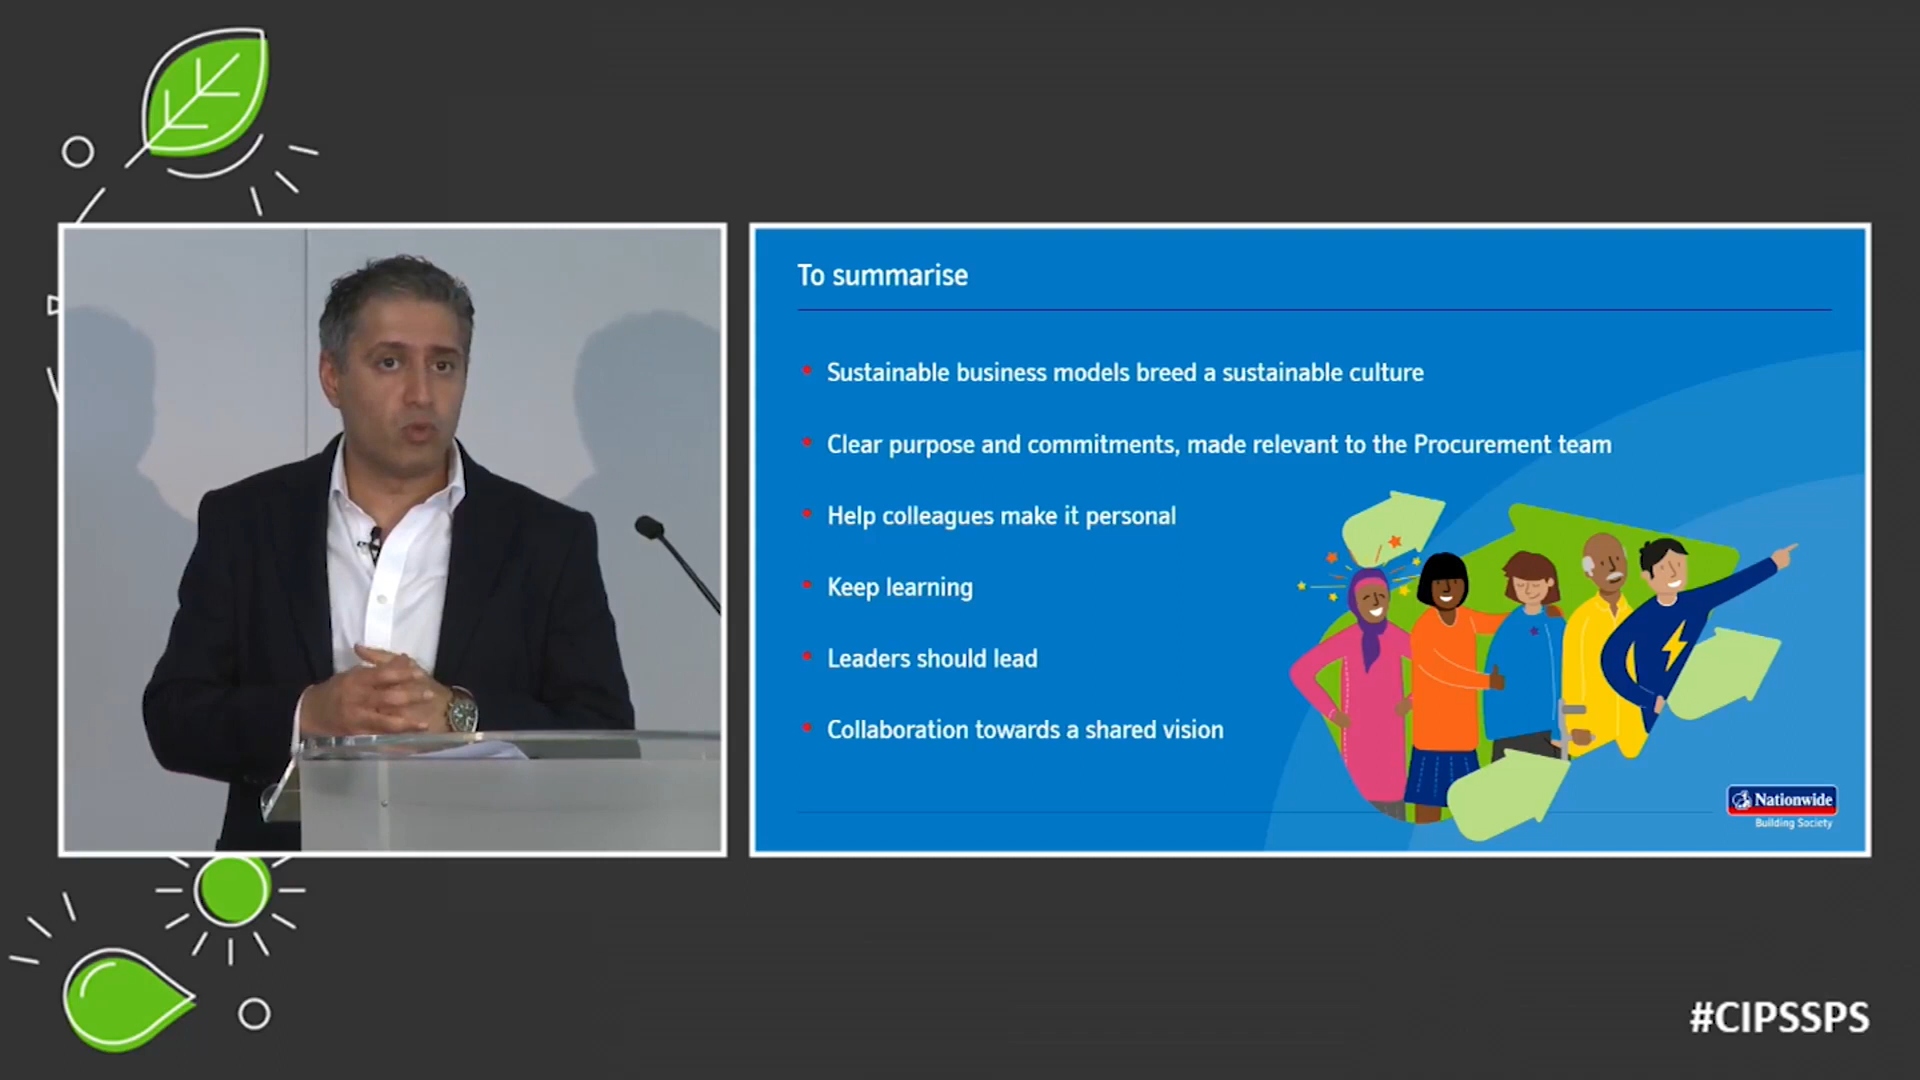 To summarise
Sustainable business models breed a sustainable culture
Clear purpose and commitments, made relevant to the Procurement team
Help colleagues make it personal
Keep learning
Leaders should lead
Collaboration towards a shared vision
Nationwide
Building Society
#CIPSSPS